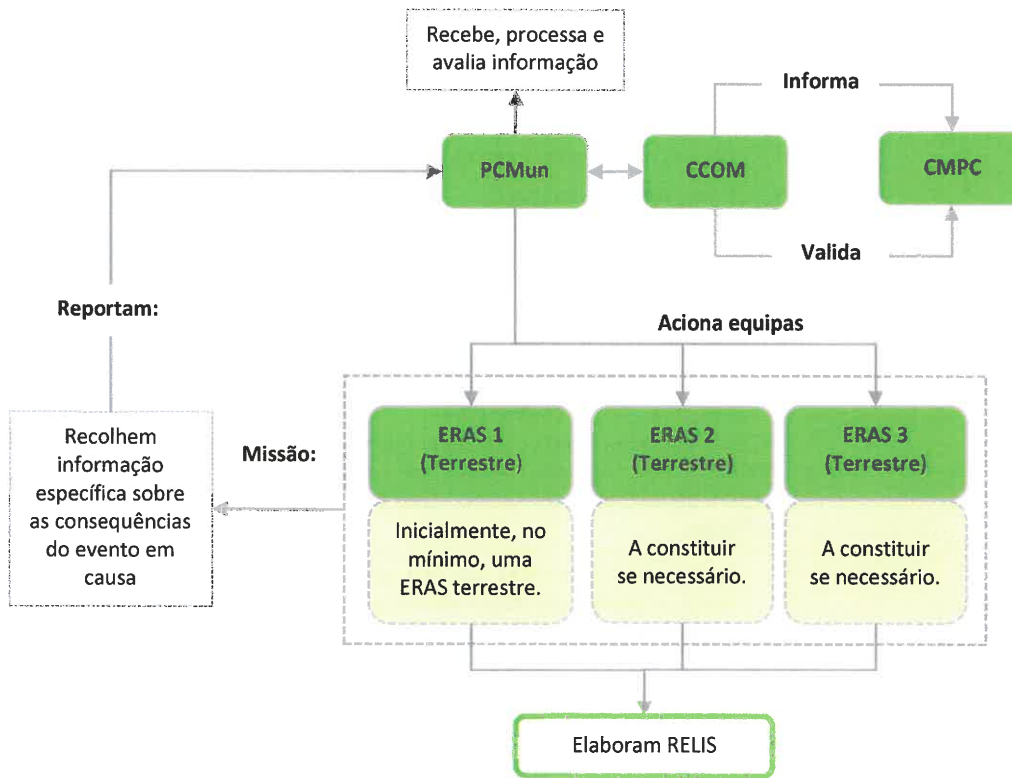 Recebe, processa e
avalia informação
Informa
PCMun
CCOM
CMPC
Valida
Reportam:
Aciona equipas
Recolhem
informação
específica sobre
as consequências
do evento em
causa
Missão:
ERAS 1
(Terrestre)
ERAS 2
(Terrestre)
ERAS 3
(Terrestre)
Inicialmente, no
mínimo, uma
ERAS terrestre.
A constituir
se necessário.
A constituir
se necessário.
Elaboram RELIS